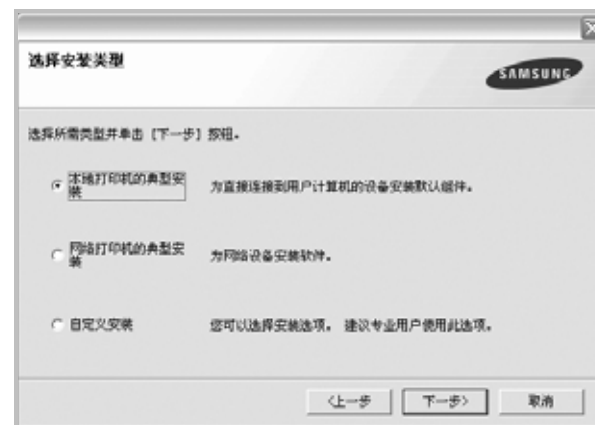 选择安装类型
SAMSUNG
选择所需类型并单击 [下一步] 按钮。
本地打印机的典型安
装
为直接连接到用户计算机的设备安装默认组件。
网络打印机的典型安
装
为网络设备安装软件。
自定义安装
您可以选择安装选项。 建议专业用户使用此选项。
<上一步
下一步>
取消